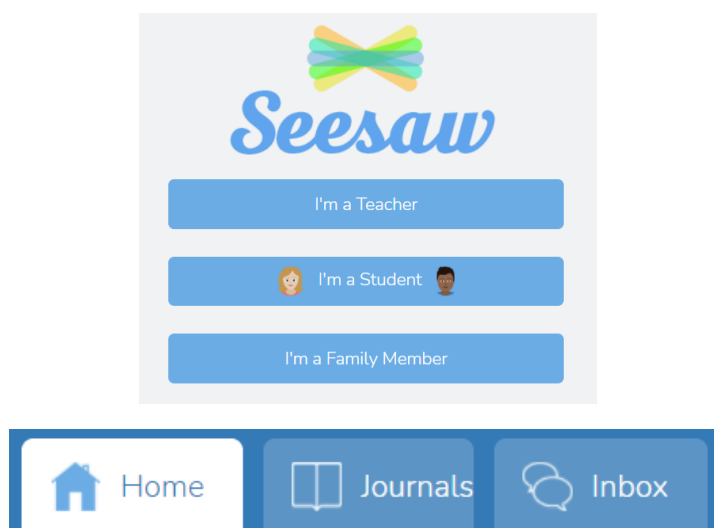 Seesaw
I'm a Teacher
I'm a Student
I'm a Family Member
Home Journals Inbox